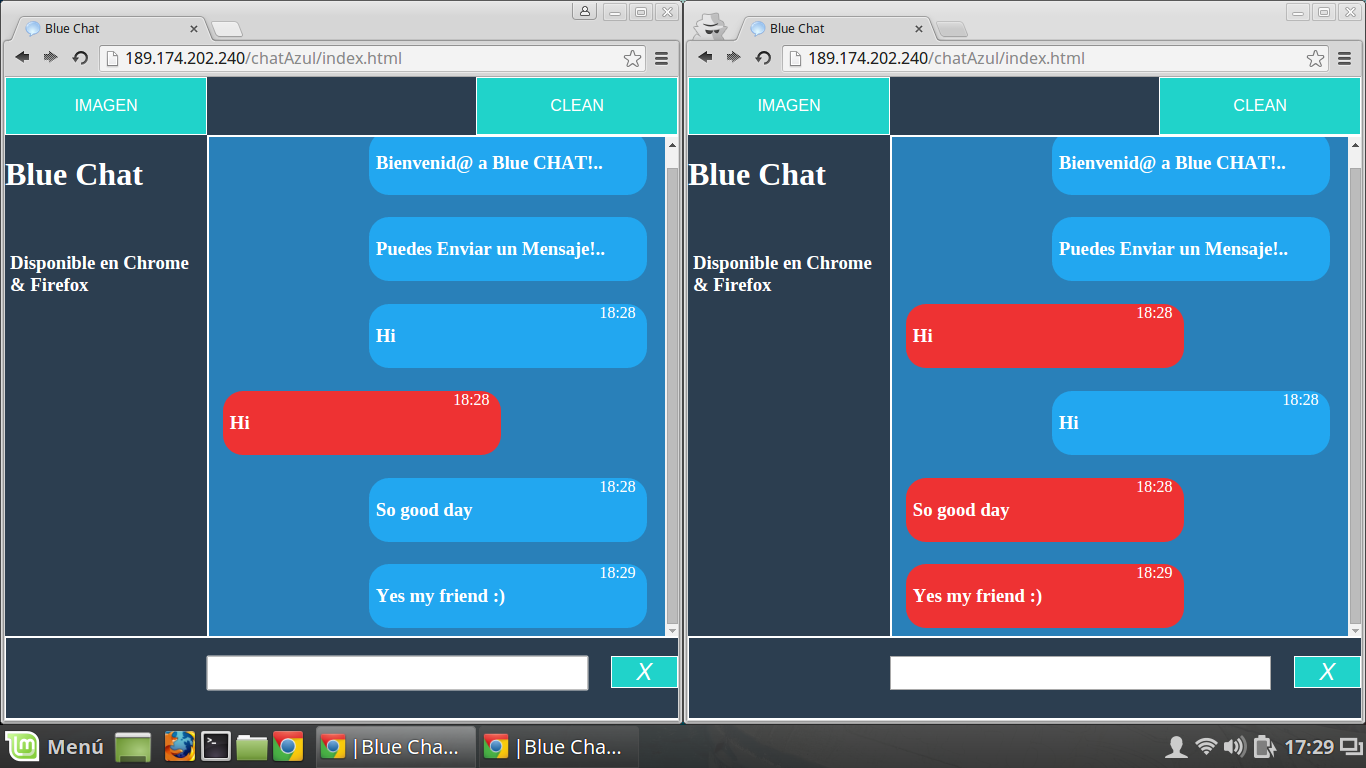 Blue Chat
189.174.202.240/chatAzul/index.html
IMAGEN
CLEAN
Blue Chat
Disponible en Chrome
& Firefox
Bienvenid@ a Blue CHAT!..
Puedes Enviar un Mensaje!..
18:28
Hi
18:28
Hi
18:28
So good day
18:29
Yes my friend :)
X
Blue Chat
189.174.202.240/chatAzul/index.html
IMAGEN
CLEAN
Blue Chat
Disponible en Chrome
& Firefox
Bienvenid@ a Blue CHAT!..
Puedes Enviar un Mensaje!..
18:28
Hi
18:28
Hi
18:28
So good day
18:29
Yes my friend :)
X
Menú
|Blue Cha...
|Blue Cha...
17:29